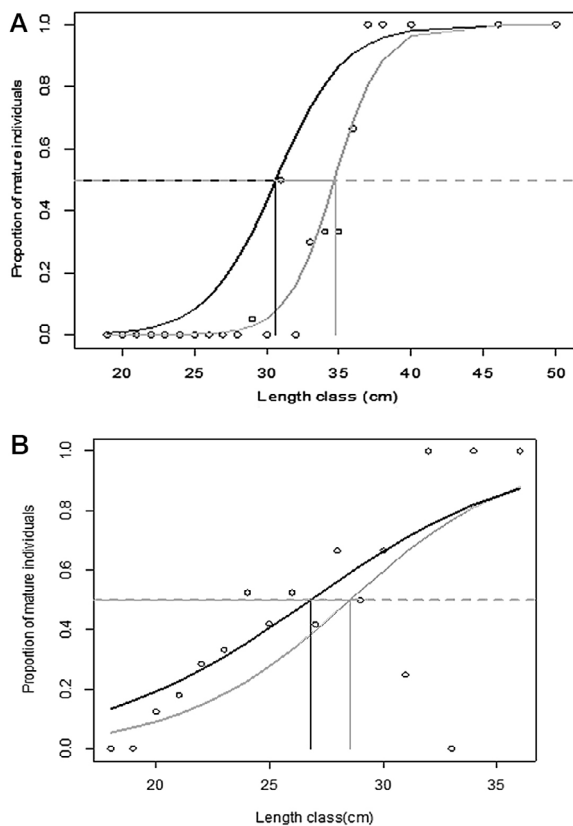 A
Proportion of mature individuals
1.0
0.8
0.6
0.4
0.2
0.0
20 25 30 35 40 45 50
Length class (cm)
B
Proportion of mature individuals
1.0
0.8
0.6
0.4
0.2
0.0
20 25 30 35
Length class(cm)